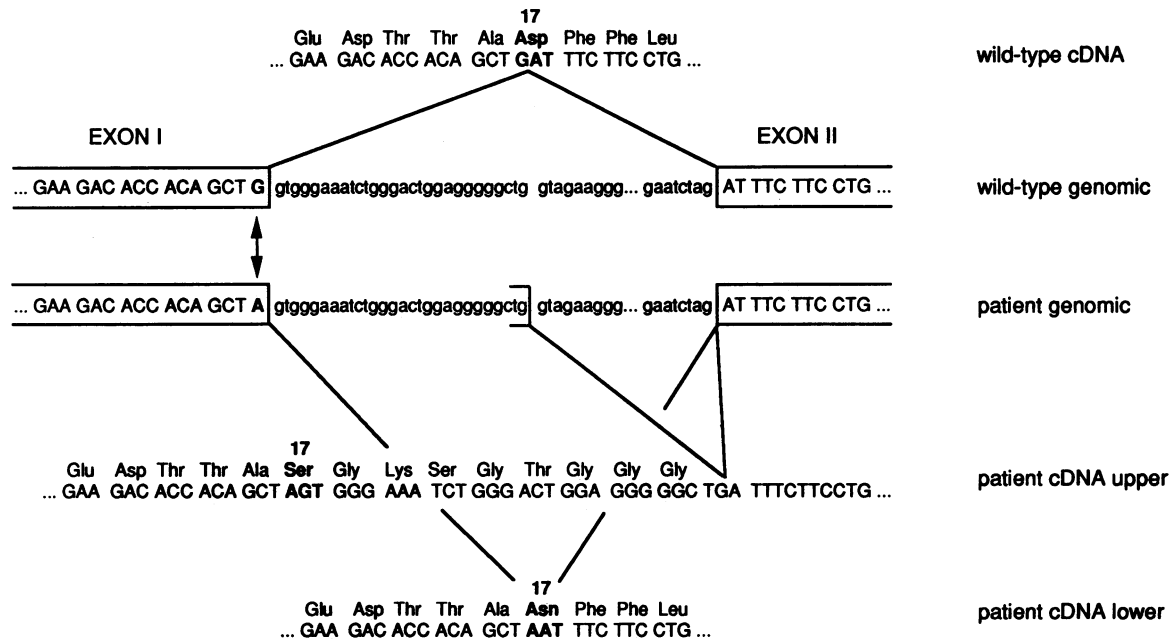 17
Glu Asp Thr Thr Ala Asp Phe Phe Leu
... GAA GAC ACC ACA GCT GAT TTC TTC CTG ...
wild-type cDNA
EXON I
EXON II
... GAA GAC ACC ACA GCT G gtgggaaatctgggactggagggggctg gtagaaggg... gaatctag AT TTC TTC CTG ...
wild-type genomic
... GAA GAC ACC ACA GCT A gtgggaaatctgggactggagggggctg gtagaaggg... gaatctag AT TTC TTC CTG ...
patient genomic
17
Glu Asp Thr Thr Ala Ser Gly Lys Ser Gly Thr Gly Gly Gly
... GAA GAC ACC ACA GCT AGT GGG AAA TCT GGG ACT GGA GGG GGC TGA TTTCTTCCTG ...
patient cDNA upper
17
Glu Asp Thr Thr Ala Asn Phe Phe Leu
... GAA GAC ACC ACA GCT AAT TTC TTC CTG ...
patient cDNA lower